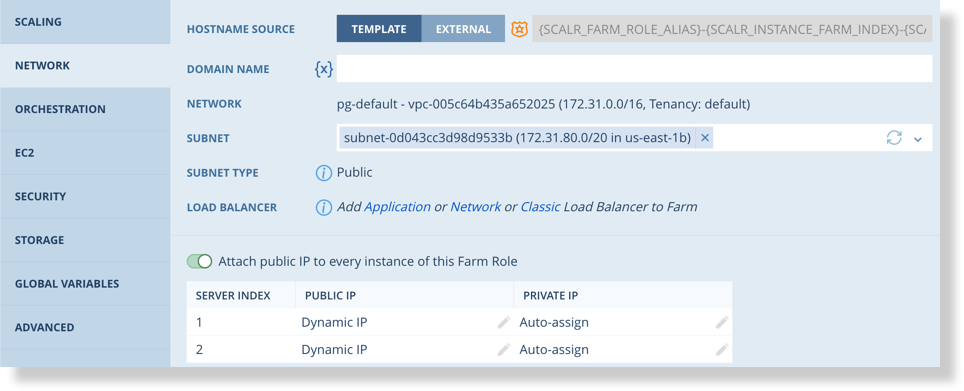 SCALING
NETWORK
ORCHESTRATION
EC2
SECURITY
STORAGE
GLOBAL VARIABLES
ADVANCED
HOSTNAME SOURCE TEMPLATE EXTERNAL {SCALR_FARM_ROLE_ALIAS}-{SCALR_INSTANCE_FARM_INDEX}-{SCA
DOMAIN NAME {x}
NETWORK pg-default - vpc-005c64b435a652025 (172.31.0.0/16, Tenancy: default)
SUBNET subnet-0d043cc3d98d9533b (172.31.80.0/20 in us-east-1b) ×
SUBNET TYPE i Public
LOAD BALANCER i Add Application or Network or Classic Load Balancer to Farm
Attach public IP to every instance of this Farm Role
SERVER INDEX PUBLIC IP PRIVATE IP
1 Dynamic IP Auto-assign
2 Dynamic IP Auto-assign